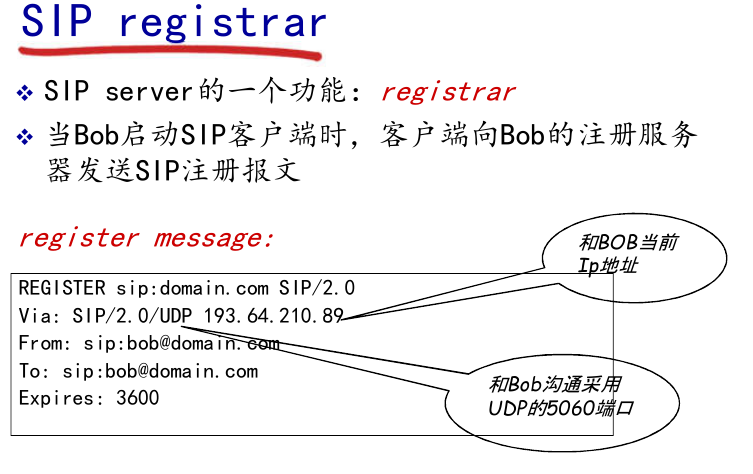 SIP registrar
SIP server的一个功能：registrar
当Bob启动SIP客户端时，客户端向Bob的注册服务
器发送SIP注册报文
register message:
和BOB当前
Ip地址
REGISTER sip:domain.com SIP/2.0
Via: SIP/2.0/UDP 193.64.210.89
From: sip:bob@domain.com
To: sip:bob@domain.com
Expires: 3600
和Bob沟通采用
UDP的5060端口